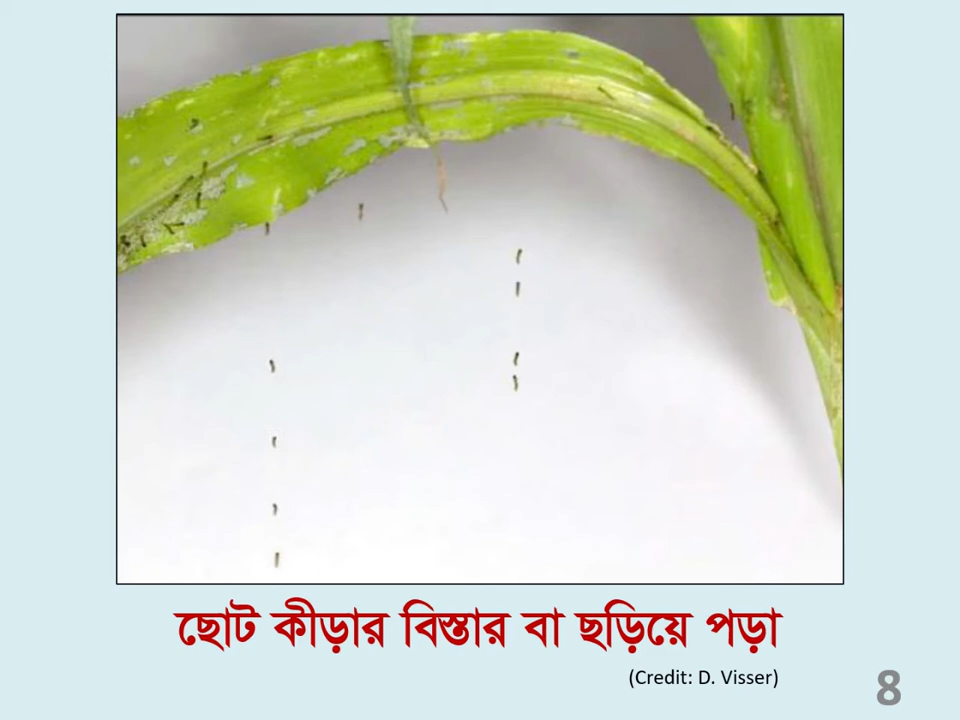 ছোট কীড়ার বিস্তার বা ছড়িয়ে পড়া
(Credit: D. Visser)
8